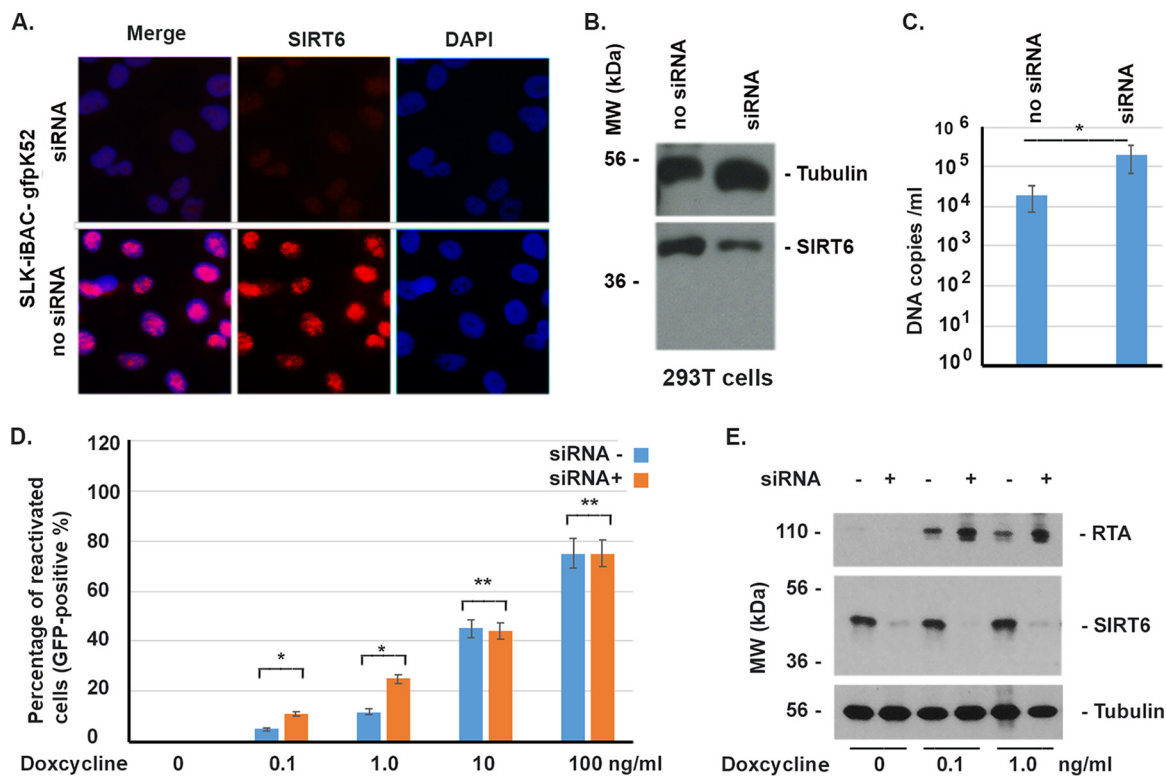 A.
Merge
SIRT6
DAPI
SLK-iBAC- gfpK52
siRNA
no siRNA
B.
MW (kDa)
no siRNA
siRNA
56 -
- Tubulin
- SIRT6
36 -
293T cells
C.
no siRNA
siRNA
*
DNA copies /ml
10^6
10^5
10^4
10^3
10^2
10^1
10^0
D.
Percentage of reactivated
cells (GFP-positive %)
120
100
80
60
40
20
0
siRNA -
siRNA+
*
*
**
**
Doxcycline 0 0.1 1.0 10 100 ng/ml
E.
siRNA - + - + - +
MW (kDa)
110 - - RTA
56 -
- SIRT6
36 -
56 - - Tubulin
Doxcycline 0 0.1 1.0 ng/ml